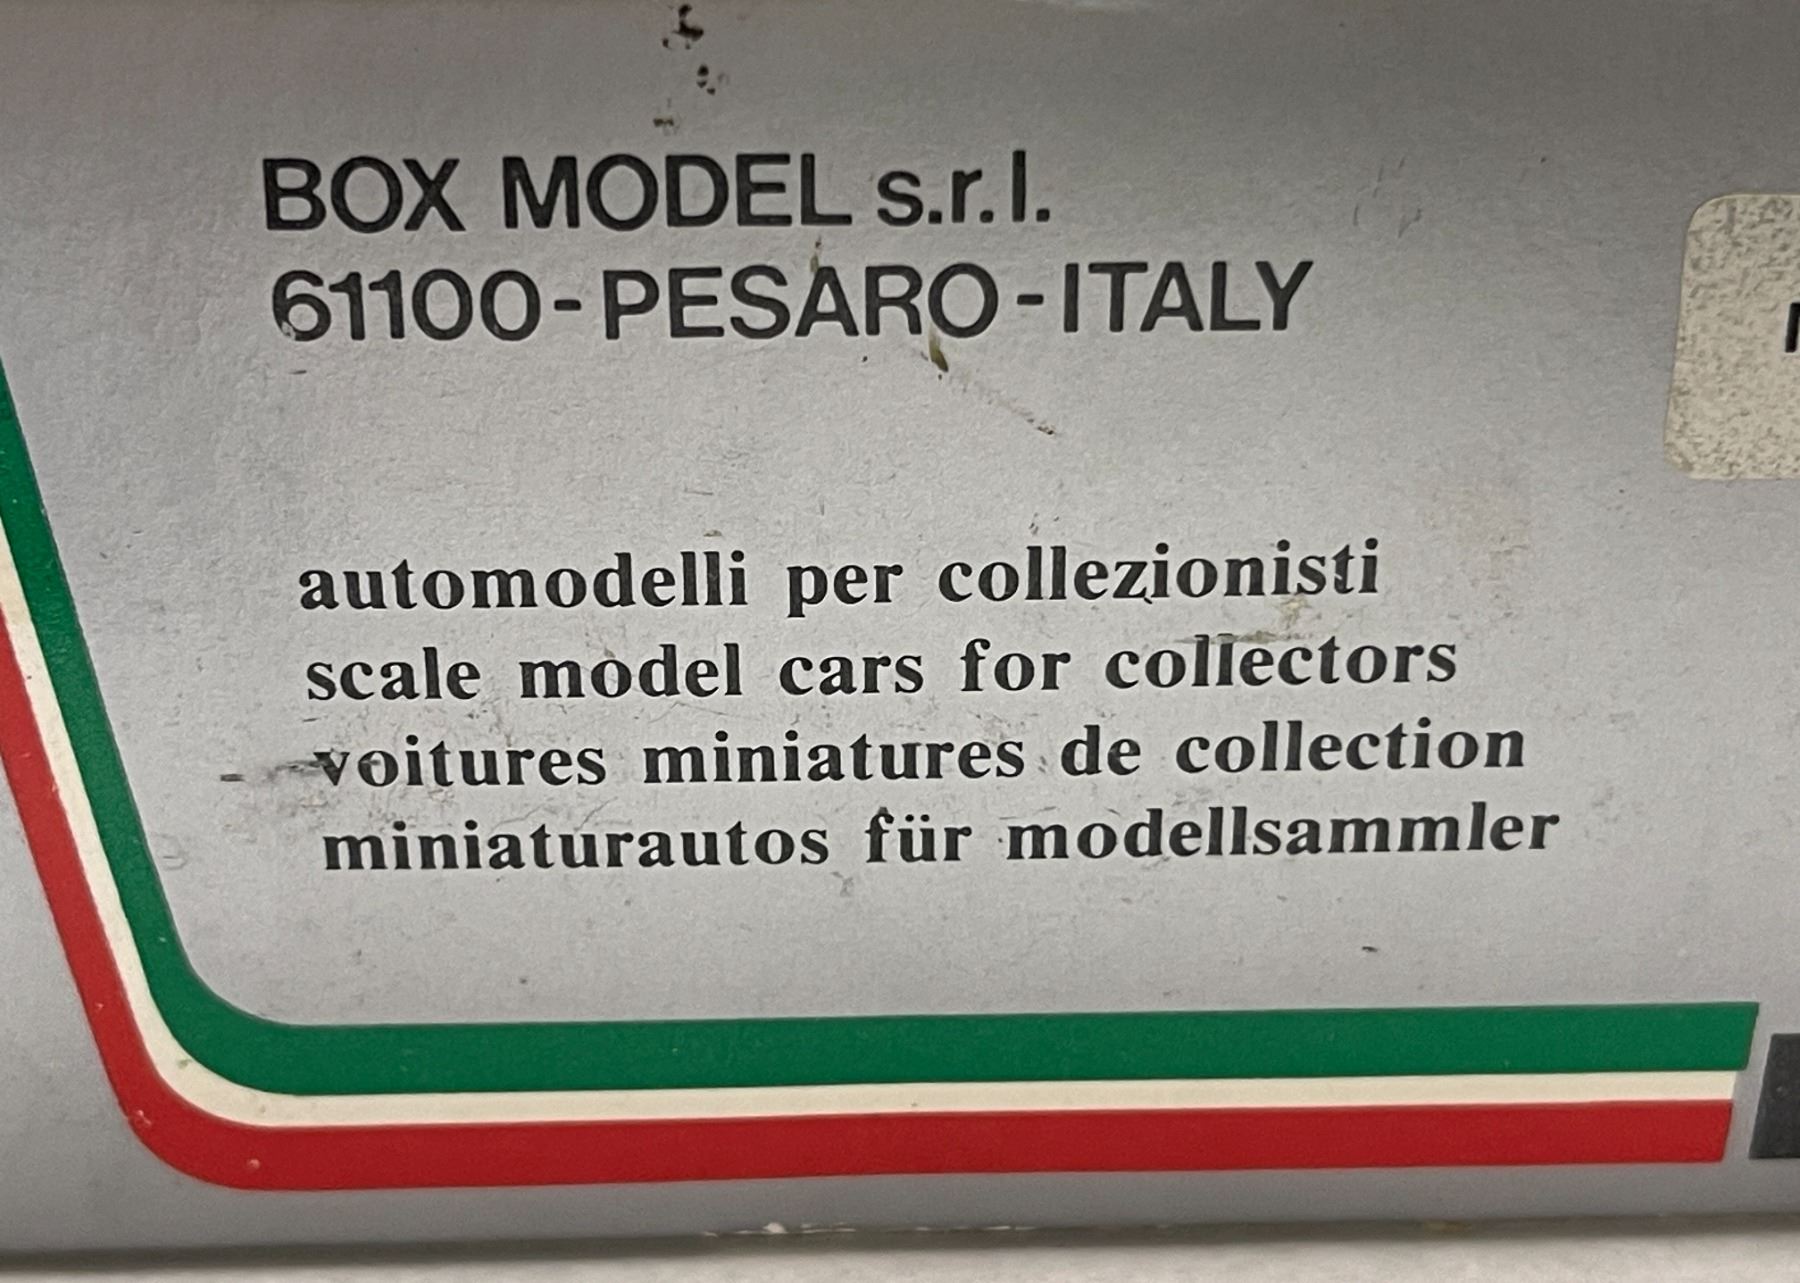 BOX MODEL s.r.l.
61100-PESARO-ITALY
automodelli per collezionisti
scale model cars for collectors
voitures miniatures de collection
miniaturautos für modellsammler